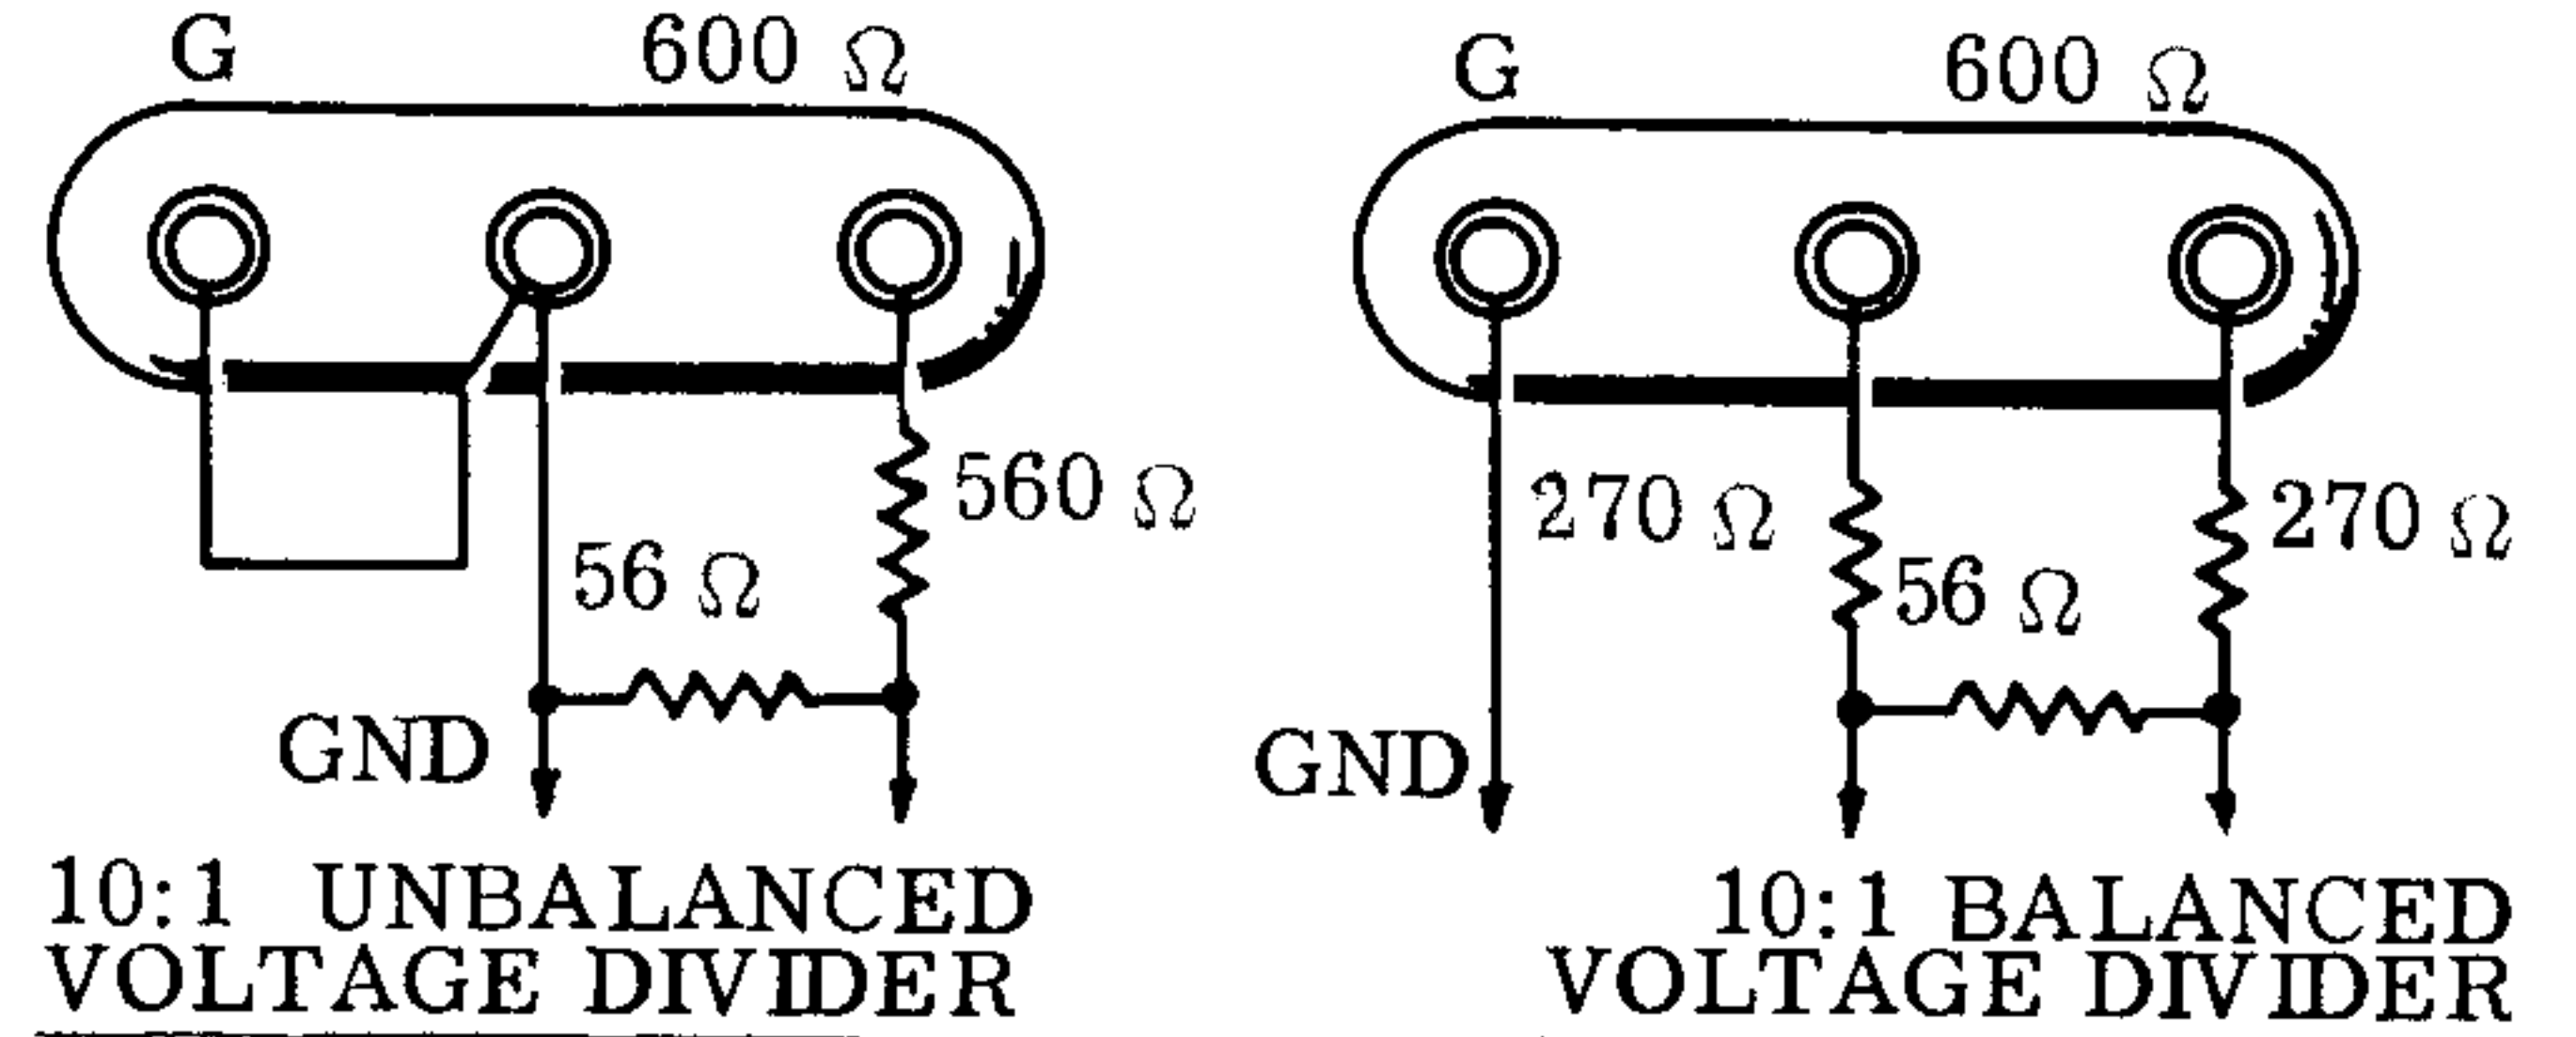 G 600 Ω
560 Ω
56 Ω
GND
10:1 UNBALANCED
VOLTAGE DIVIDER
G 600 Ω
270 Ω
270 Ω
56 Ω
GND
10:1 BALANCED
VOLTAGE DIVIDER